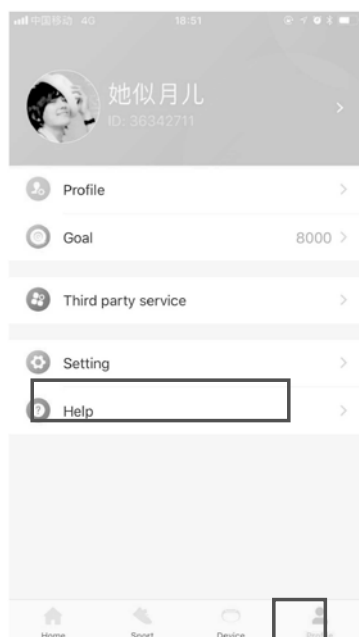 中国移动 4G 18:51
她似月儿
ID: 36342711
Profile
Goal 8000
Third party service
Setting
Help
Home Sport Device Profile